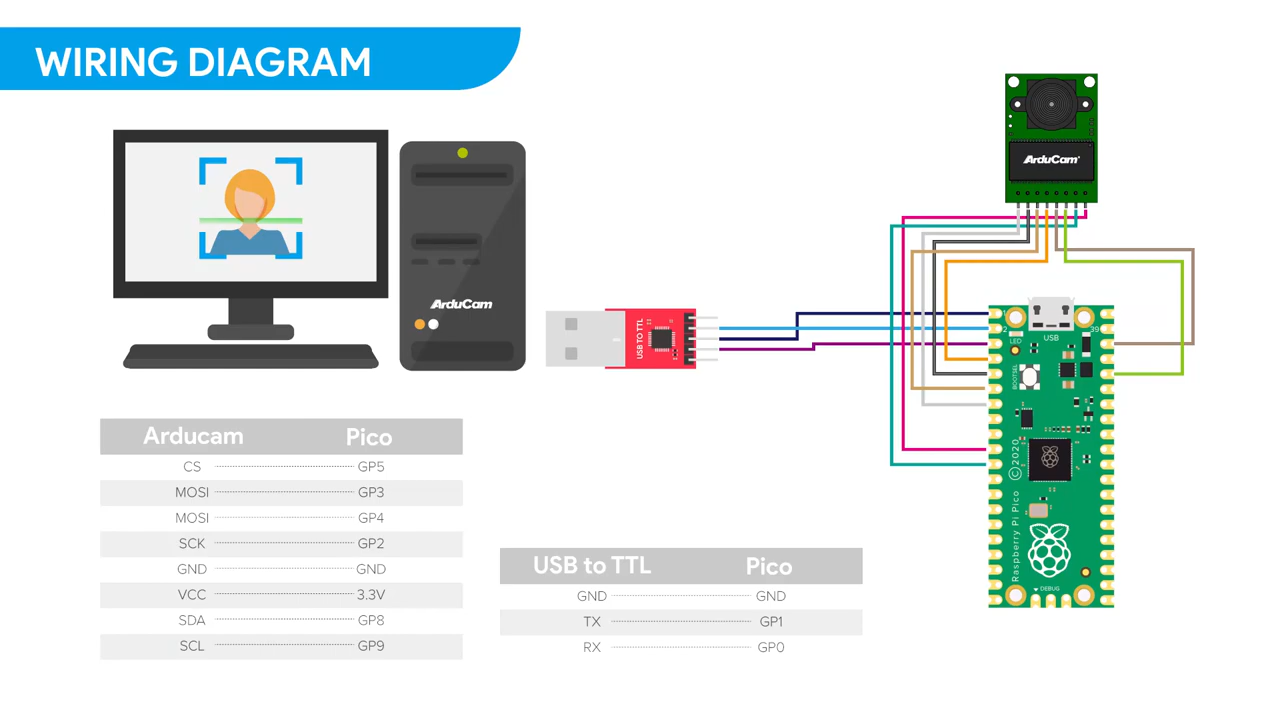 WIRING DIAGRAM
ArduCam
ArduCam
USB TO TTL
2
39
LED
USB
BOOTSEL
Raspberry Pi Pico ©2020
DEBUG
Arducam Pico
CS GP5
MOSI GP3
MOSI GP4
SCK GP2
GND GND
VCC 3.3V
SDA GP8
SCL GP9
USB to TTL Pico
GND GND
TX GP1
RX GP0